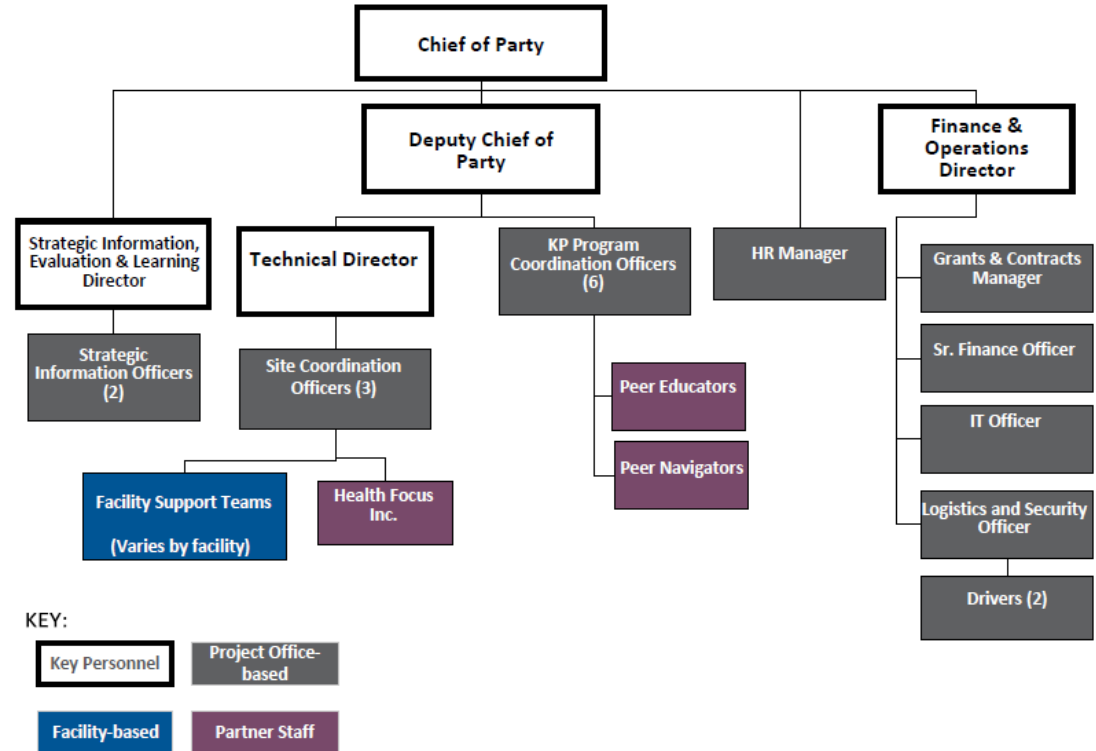 Chief of Party
Deputy Chief of
Party
Finance &
Operations
Director
Strategic Information,
Evaluation & Learning
Director
Technical Director
KP Program
Coordination Officers
(6)
HR Manager
Grants & Contracts
Manager
Strategic
Information Officers
(2)
Site Coordination
Officers (3)
Sr. Finance Officer
Peer Educators
IT Officer
Peer Navigators
Facility Support Teams
(Varies by facility)
Health Focus
Inc.
Logistics and Security
Officer
Drivers (2)
KEY:
Key Personnel
Project Office-
based
Facility-based
Partner Staff